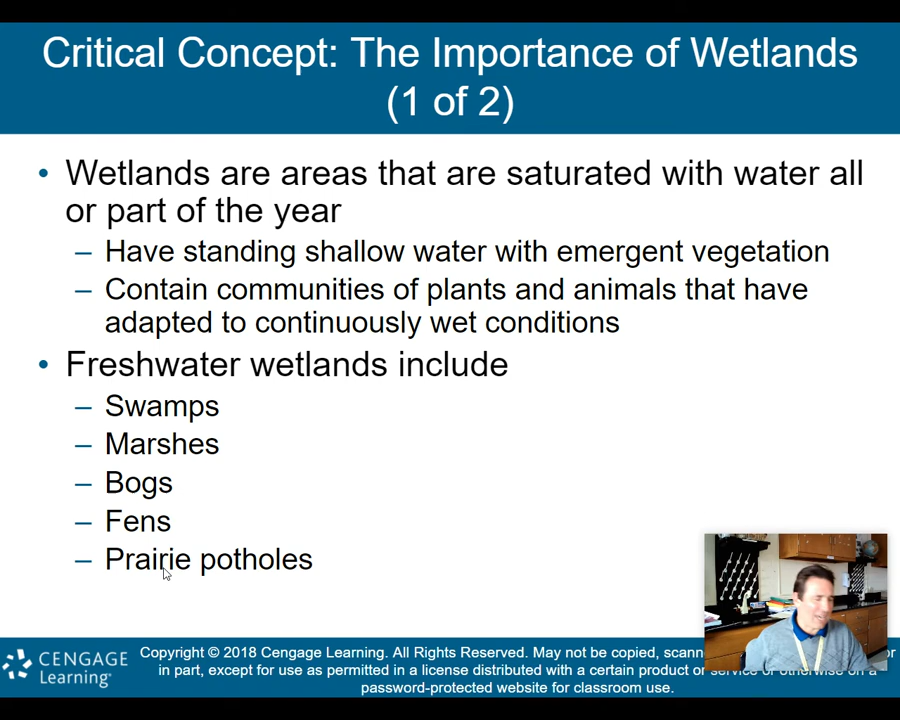 Critical Concept: The Importance of Wetlands
(1 of 2)
• Wetlands are areas that are saturated with water all
or part of the year
– Have standing shallow water with emergent vegetation
– Contain communities of plants and animals that have
adapted to continuously wet conditions
• Freshwater wetlands include
– Swamps
– Marshes
– Bogs
– Fens
– Prairie potholes
CENGAGE
Learning®
Copyright © 2018 Cengage Learning. All Rights Reserved. May not be copied,
in part, except for use as permitted in a license distributed with a certain product or service or otherwise on a
password-protected website for classroom use.